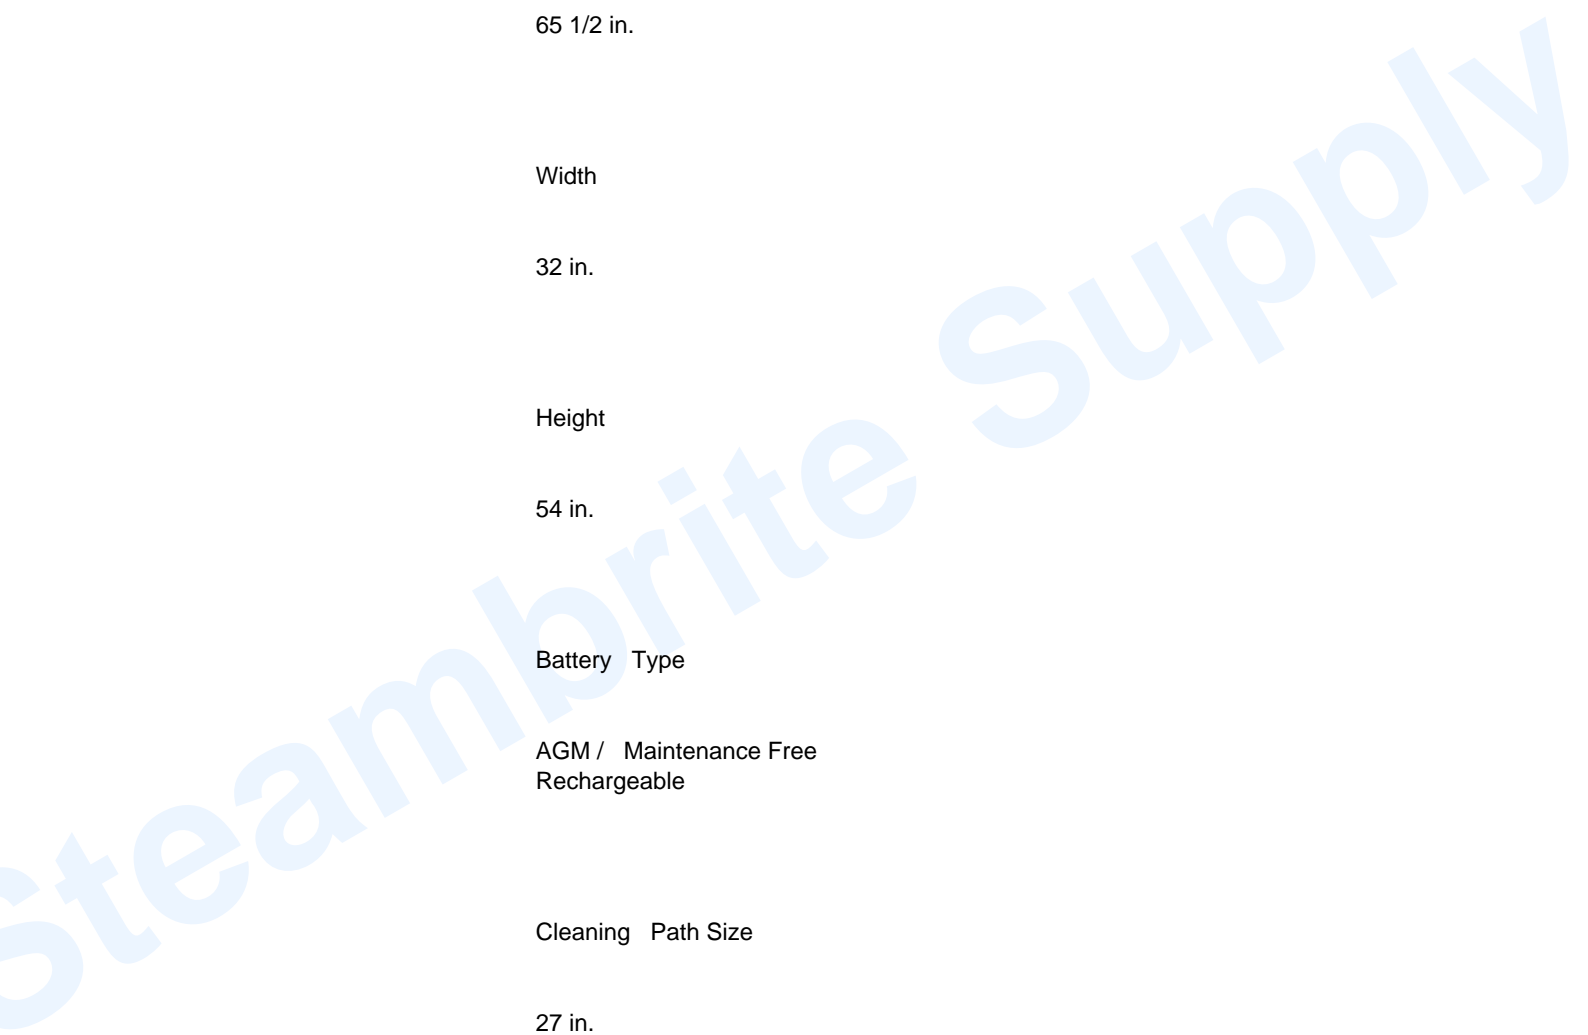 65 1/2 in.
Width
32 in.
Height
54 in.
Battery Type
AGM / Maintenance Free
Rechargeable
Cleaning Path Size
27 in.
Steambrite Supply